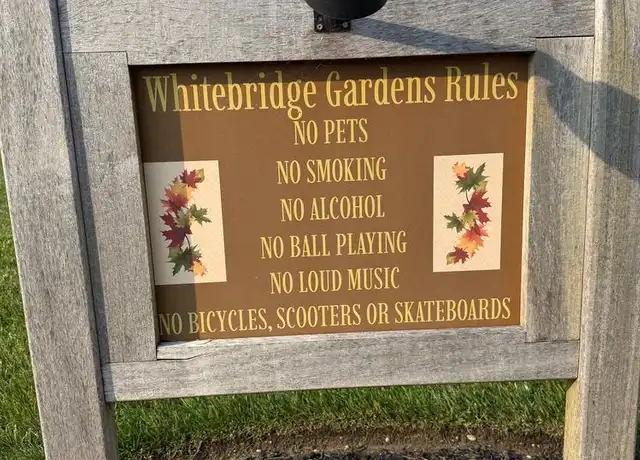 Whitebridge Gardens Rules
NO PETS
NO SMOKING
NO ALCOHOL
NO BALL PLAYING
NO LOUD MUSIC
NO BICYCLES, SCOOTERS OR SKATEBOARDS